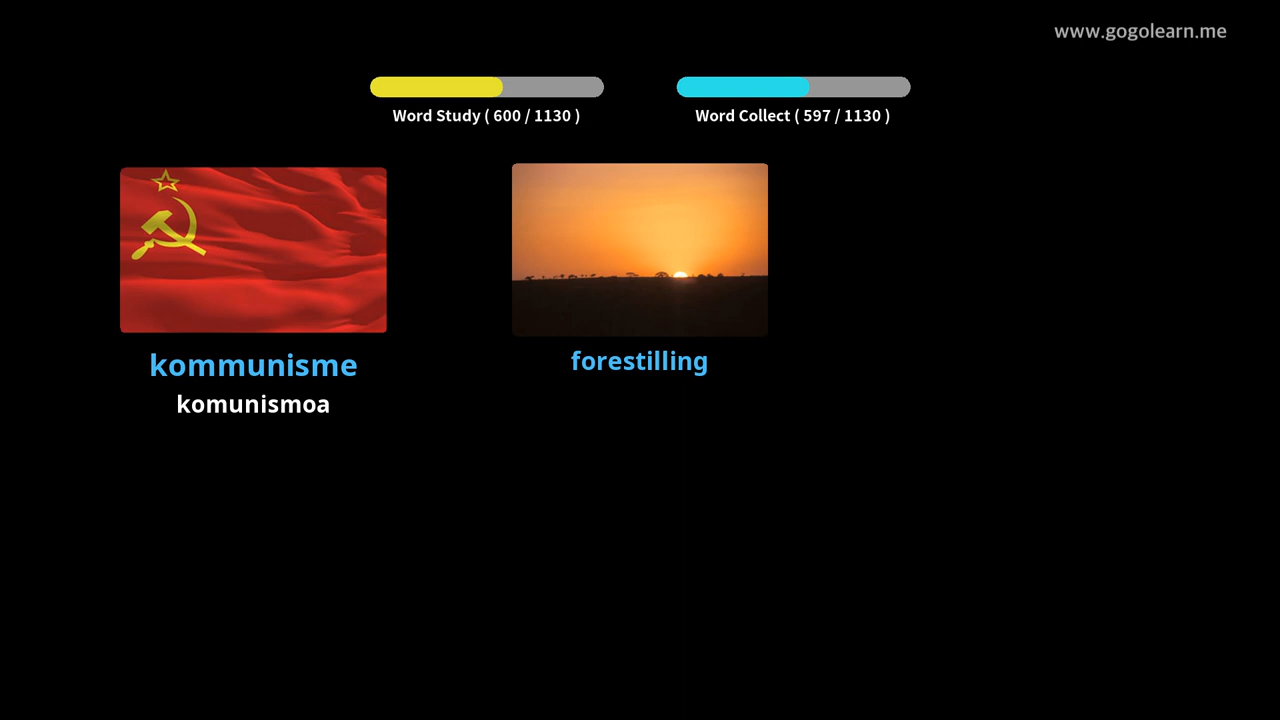 www.gogolearn.me
Word Study ( 600 / 1130 )
Word Collect ( 597 / 1130 )
kommunisme
komunismoa
forestilling